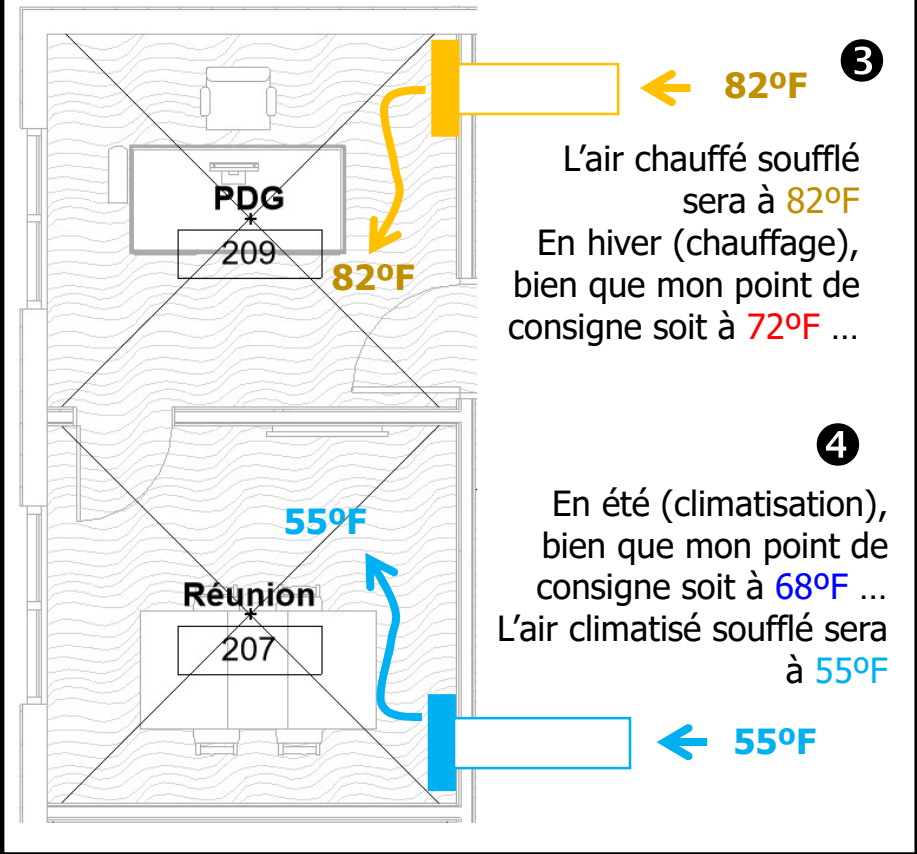 ❸
82ºF
L’air chauffé soufflé
sera à 82ºF
En hiver (chauffage),
bien que mon point de
consigne soit à 72ºF …
PDG
209
82ºF
❹
En été (climatisation),
bien que mon point de
consigne soit à 68ºF …
L’air climatisé soufflé sera
à 55ºF
55ºF
Réunion
207
55ºF